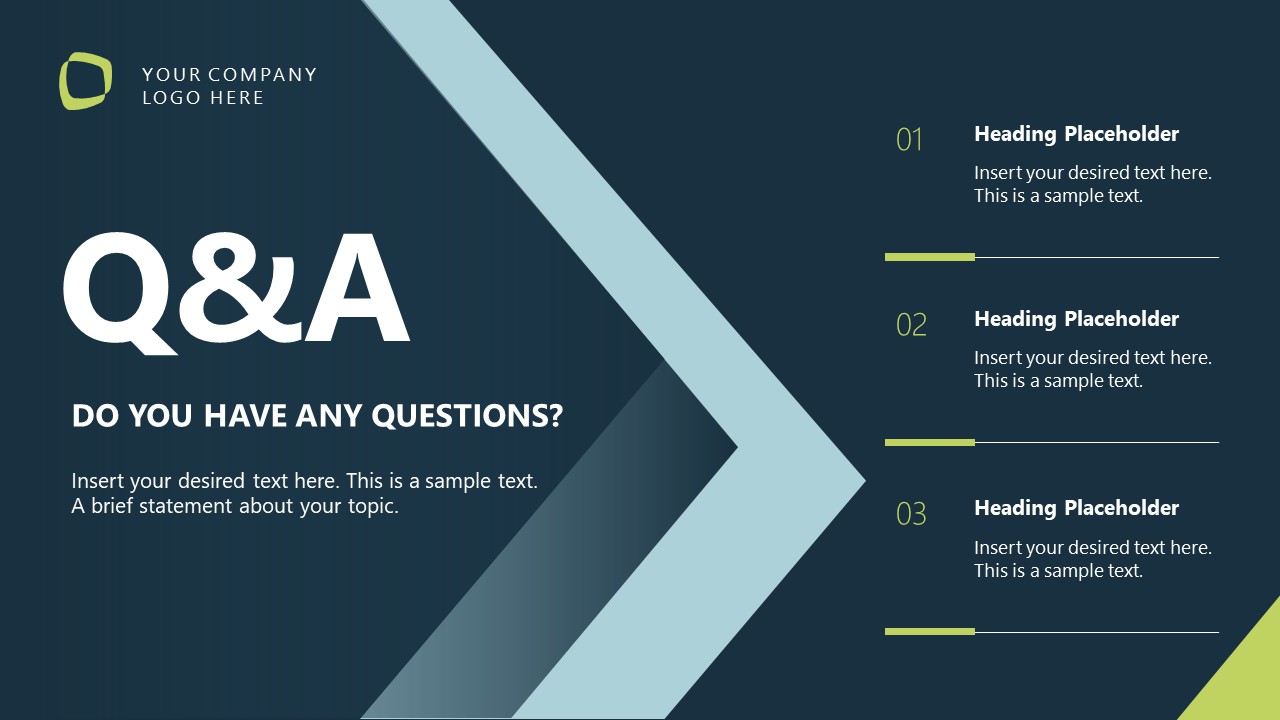 YOUR COMPANY
LOGO HERE
Q&A
DO YOU HAVE ANY QUESTIONS?
Insert your desired text here. This is a sample text.
A brief statement about your topic.
01
Heading Placeholder
Insert your desired text here.
This is a sample text.
02
Heading Placeholder
Insert your desired text here.
This is a sample text.
03
Heading Placeholder
Insert your desired text here.
This is a sample text.